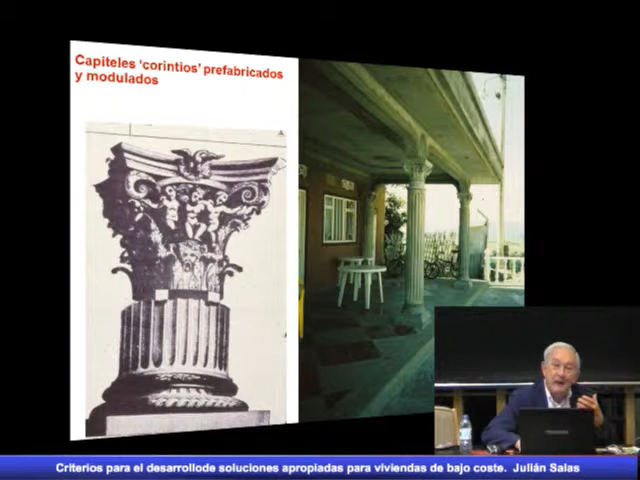 Capiteles ‘corintios’ prefabricados
y modulados
Criterios para el desarrollode soluciones apropiadas para viviendas de bajo coste. Julián Salas